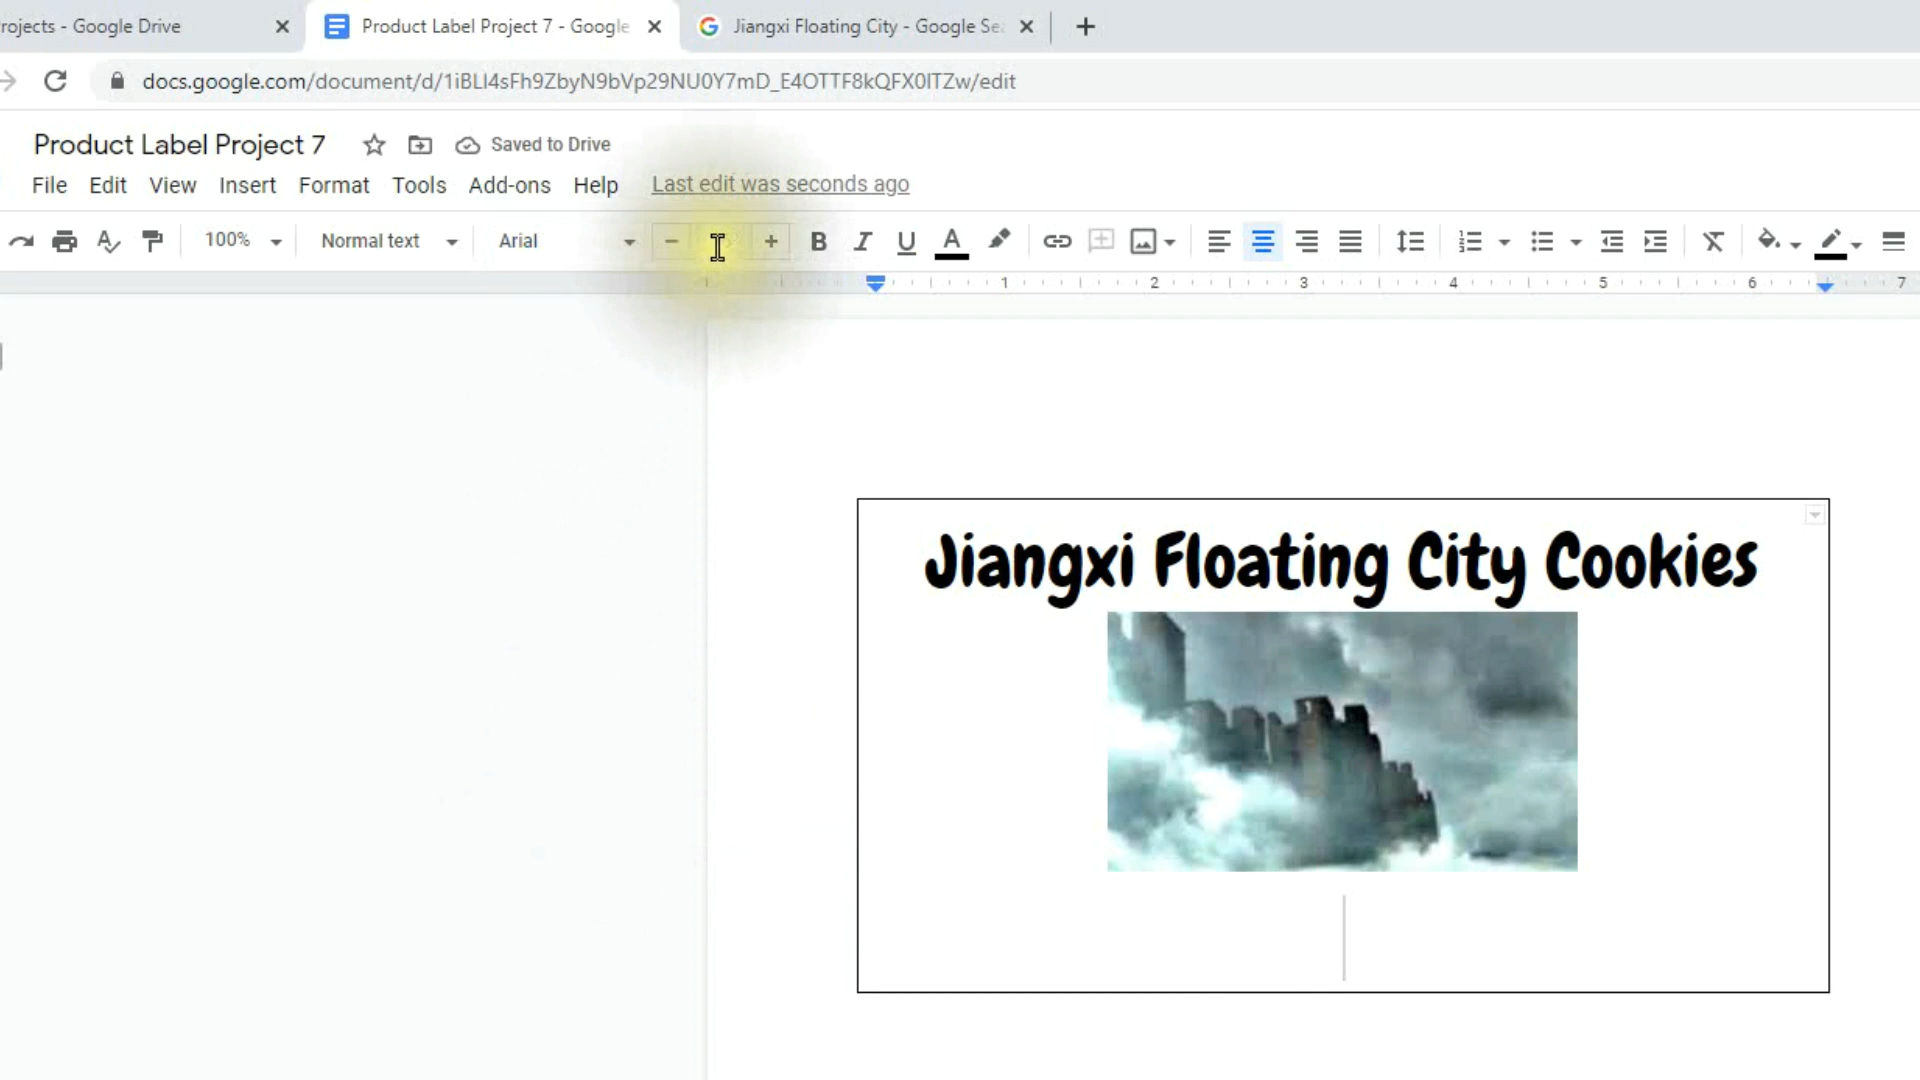 rojects - Google Drive
Product Label Project 7 - Google
Jiangxi Floating City - Google Se
docs.google.com/document/d/1iBLl4sFh9ZbyN9bVp29NU0Y7mD_E4OTTF8kQFX0lTZw/edit
Product Label Project 7
Saved to Drive
File Edit View Insert Format Tools Add-ons Help Last edit was seconds ago
100% Normal text Arial
1 2 3 4 5 6 7
Jiangxi Floating City Cookies